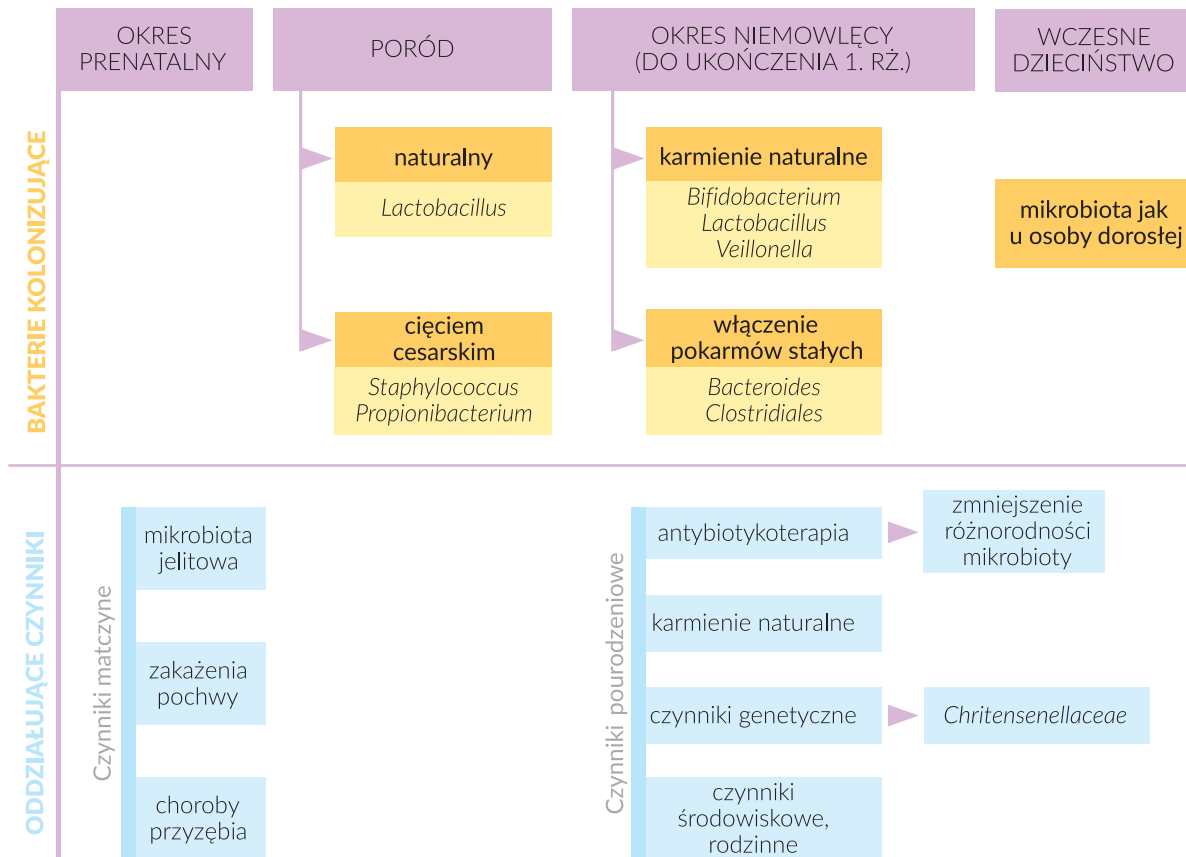 OKRES
PRENATALNY
PORÓD
OKRES NIEMOWLĘCY
(DO UKOŃCZENIA 1. RŻ.)
WCZESNE
DZIECIŃSTWO
BAKTERIE KOLONIZUJĄCE
naturalny
Lactobacillus
cięciem
cesarskim
Staphylococcus
Propionibacterium
karmienie naturalne
Bifidobacterium
Lactobacillus
Veillonella
włączenie
pokarmów stałych
Bacteroides
Clostridiales
mikrobiota jak
u osoby dorosłej
ODDZIAŁUJĄCE CZYNNIKI
Czynniki matczyne
mikrobiota
jelitowa
zakażenia
pochwy
choroby
przyzębia
Czynniki pourodzeniowe
antybiotykoterapia
zmniejszenie
różnorodności
mikrobioty
karmienie naturalne
czynniki genetyczne
Chritensenellaceae
czynniki
środowiskowe,
rodzinne